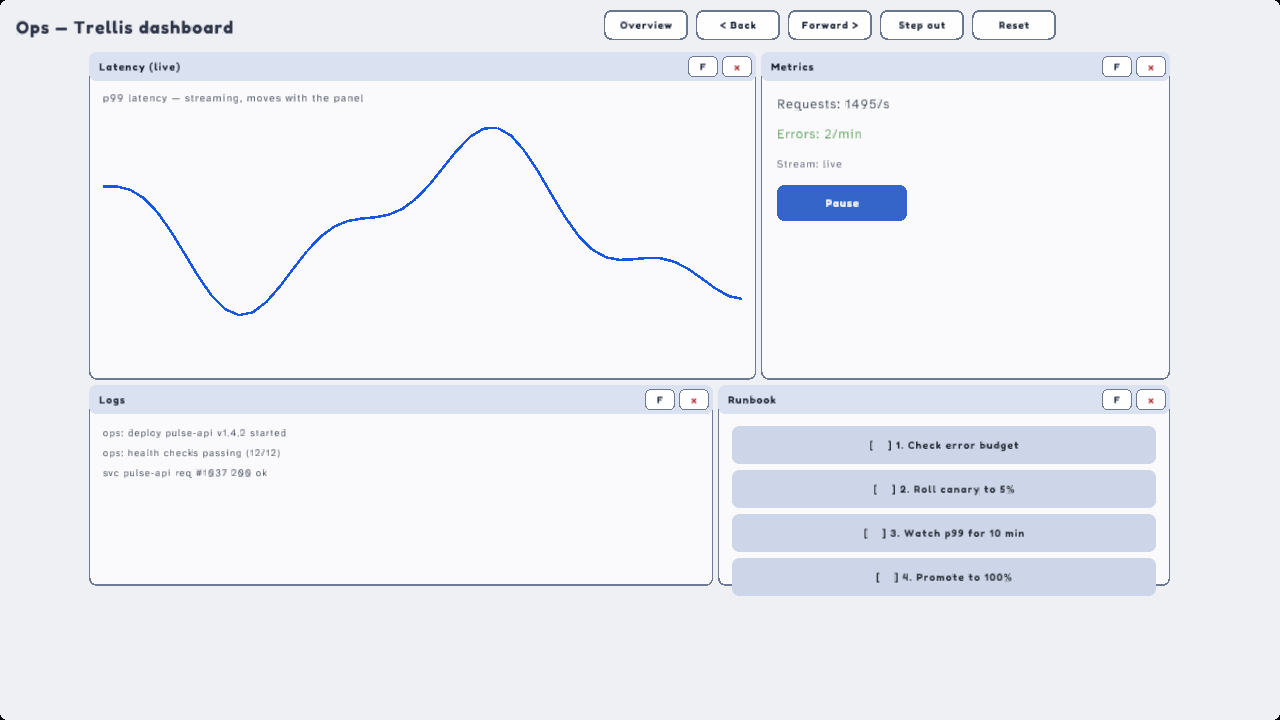 Ops — Trellis dashboard
Overview
< Back
Forward >
Step out
Reset
Latency (live)
F
×
p99 latency — streaming, moves with the panel
Metrics
F
×
Requests: 1495/s
Errors: 2/min
Stream: live
Pause
Logs
F
×
ops: deploy pulse-api v1.4.2 started
ops: health checks passing (12/12)
svc pulse-api req #1037 200 ok
Runbook
F
×
[ ] 1. Check error budget
[ ] 2. Roll canary to 5%
[ ] 3. Watch p99 for 10 min
[ ] 4. Promote to 100%